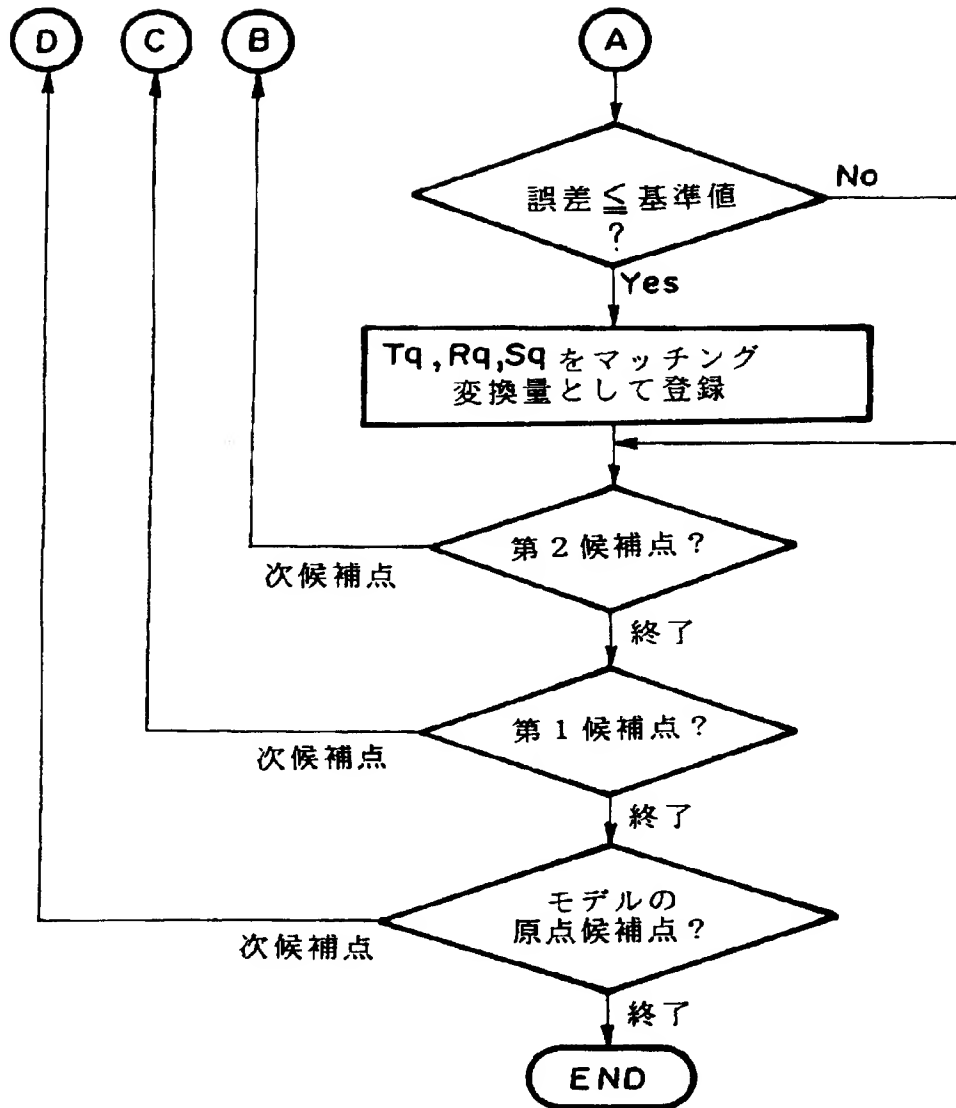 D
C
B
A
誤差≦基準値
?
No
Yes
Tq,Rq,Sqをマッチング
変換量として登録
第2候補点?
次候補点
終了
第1候補点?
次候補点
終了
モデルの
原点候補点?
次候補点
終了
END